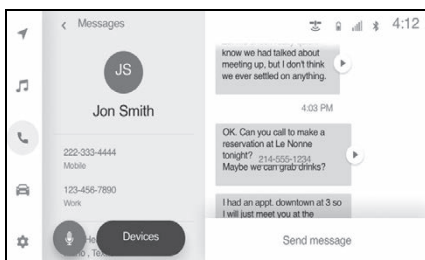 Messages
4:12
JS
Jon Smith
222-333-4444
Mobile
123-456-7890
Work
He
, Te
Devices
know we had talked about
meeting up, but I don't think
we ever settled on anything.
4:03 PM
OK. Can you call to make a
reservation at Le Nonne
tonight? 214-555-1234
Maybe we can grab drinks?
I had an appt. downtown at 3 so
I will just meet you at the
Send message